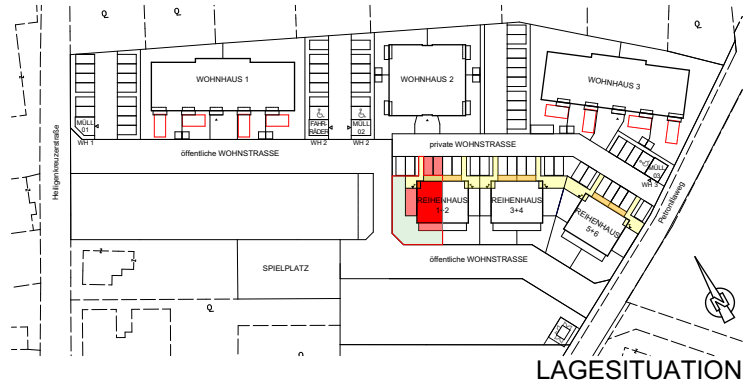 WOHNHAUS 1
WOHNHAUS 2
WOHNHAUS 3
MÜLL
01
WH 1
FAHR-
RÄDER
WH 2
MÜLL
02
WH 2
MÜLL
03
WH 3
öffentliche WOHNSTRASSE
private WOHNSTRASSE
Heiligenkreuzerstraße
Petronillaweg
REIHENHAUS
1+2
REIHENHAUS
3+4
REIHENHAUS
5+6
SPIELPLATZ
öffentliche WOHNSTRASSE
N
LAGESITUATION